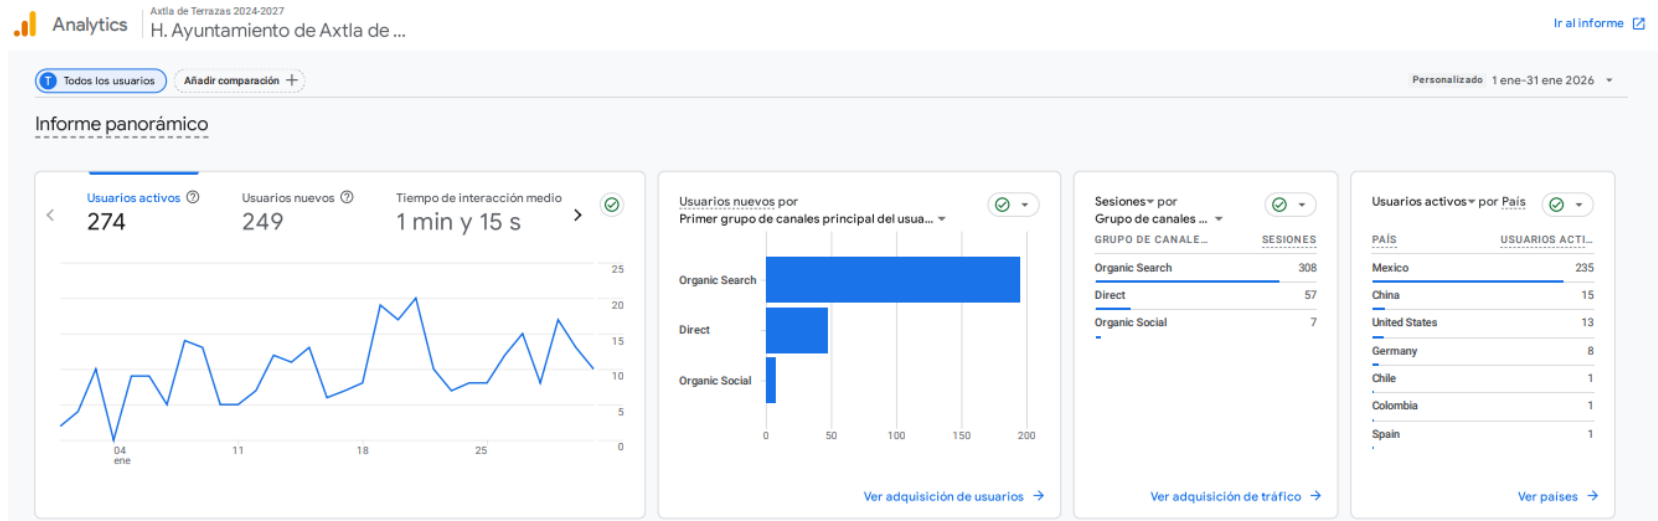 Analytics
Axtla de Terrazas 2024-2027
H. Ayuntamiento de Axtla de ...
Ir al informe
T Todos los usuarios
Añadir comparación
Personalizado 1 ene-31 ene 2026
Informe panorámico
Usuarios activos
274
Usuarios nuevos
249
Tiempo de interacción medio
1 min y 15 s
25
20
15
10
5
0
04
ene
11
18
25
Usuarios nuevos por
Primer grupo de canales principal del usua...
Organic Search
Direct
Organic Social
0
50
100
150
200
Ver adquisición de usuarios
Sesiones por
Grupo de canales ...
GRUPO DE CANALE... SESIONES
Organic Search 308
Direct 57
Organic Social 7
Ver adquisición de tráfico
Usuarios activos por País
PAÍS USUARIOS ACTI...
Mexico 235
China 15
United States 13
Germany 8
Chile 1
Colombia 1
Spain 1
Ver países